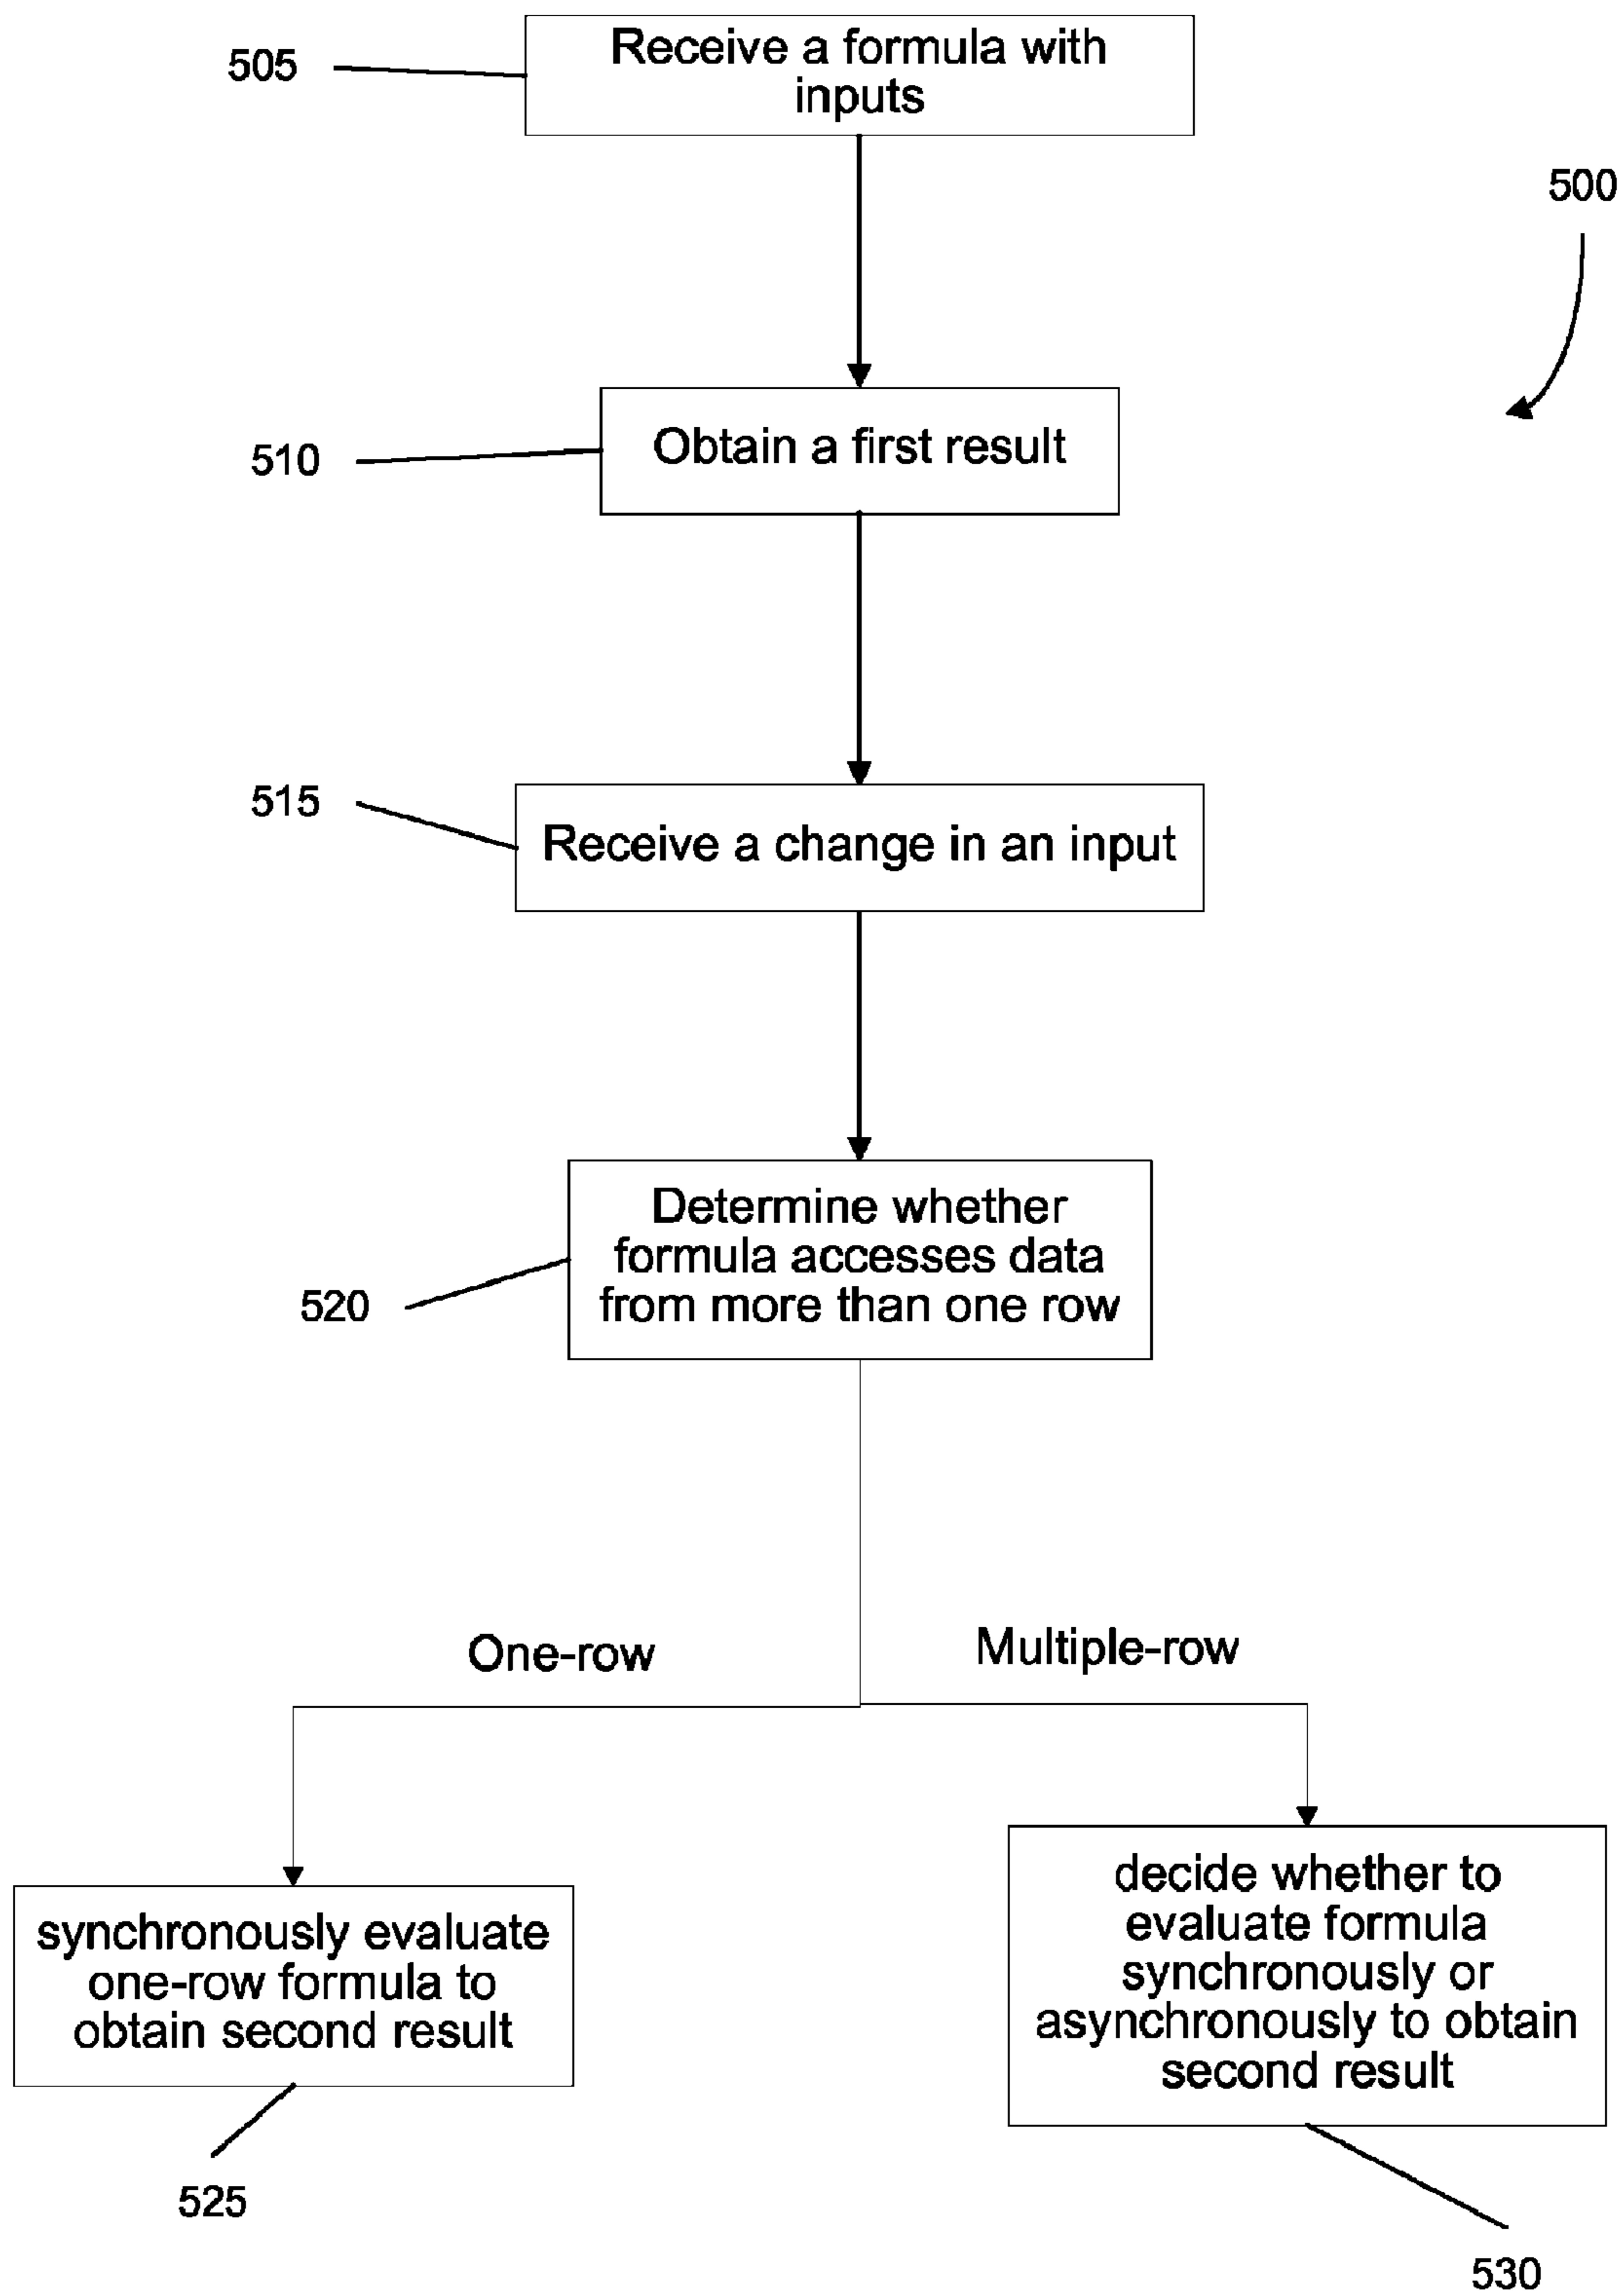 Receive a formula with
inputs
505
500
Obtain a first result
510
515
Receive a change in an input
Determine whether
formula accesses data
from more than one row
520
One-row
Multiple-row
synchronously evaluate
one-row formula to
obtain second result
decide whether to
evaluate formula
synchronously or
asynchronously to obtain
second result
525
530